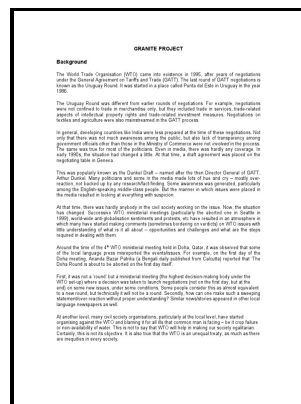 GRANITE PROJECT
Background
The World Trade Organisation (WTO) came into existence in 1995, after years of negotiations
under the General Agreement on Tariffs and Trade (GATT). The last round of GATT negotiations is
known as the Uruguay Round. It was started in a place called Punta del Este in Uruguay in the year
1986.
The Uruguay Round was different from earlier rounds of negotiations. For example, negotiations
were not confined to trade in merchandise only, but they included trade in services, trade-related
aspects of intellectual property rights and trade-related investment measures. Negotiations on
textiles and agriculture were also mainstreamed in the GATT process.
In general, developing countries like India were less prepared at the time of these negotiations. Not
only that there was not much awareness among the public, but also lack of transparency among
government offices other than those in the Ministry of Commerce were not involved in the process.
The same was true for most of the politicians. Even in media, there was hardly any coverage. In
early 1990s, the situation had changed a little. At that time, a draft agreement was placed on the
negotiating table in Geneva.
This was popularly known as the Dunkel Draft – named after the then Director General of GATT,
Arthur Dunkel. Many politicians and some in the media made lots of hue and cry – mostly over-
reaction, not backed up by any research/fact finding. Some awareness was generated, particularly
among the English-speaking middle-class people. But the manner in which issues were placed in
the media resulted in looking at everything with suspicion.
At that time, there was hardly anybody in the civil society working on the issue. Now, the situation
has changed. Successive WTO ministerial meetings (particularly the aborted one in Seattle in
1999), world-wide anti-globalisation sentiments and protests, etc have resulted in an atmosphere in
which many have started making comments (sometimes bordering on verdicts) on WTO issues with
little understanding of what is it all about – opportunities and challenges and what are the steps
required in dealing with them.
Around the time of the 4th WTO ministerial meeting held in Doha, Qatar, it was observed that some
of the local language press misreported the events/issues. For example, on the first day of the
Doha meeting, Ananda Bazar Patrika (a Bengali daily published from Calcutta) reported that 'The
Doha Round is about to be aborted on the first day itself'.
First, it was not a 'round' but a ministerial meeting (the highest decision-making body under the
WTO set-up) where a decision was taken to launch negotiations (not on the first day, but at the
end) on some new issues, under some conditions. Some people consider this as almost equivalent
to a new round, but technically it will not be a round. Secondly, how can one make such a sweeping
statement/over-reaction without proper understanding? Similar news/stories appeared in other local
language newspapers as well.
At another level, many civil society organisations, particularly at the local level, have started
organising against the WTO and blaming it for all ills that common man is facing – be it crop failure
or non-availability of water. This is not to say that WTO will help in making our society egalitarian.
Certainly, this is not its objective. It is also true that the WTO is an unequal treaty, as much as there
are inequities in every society.